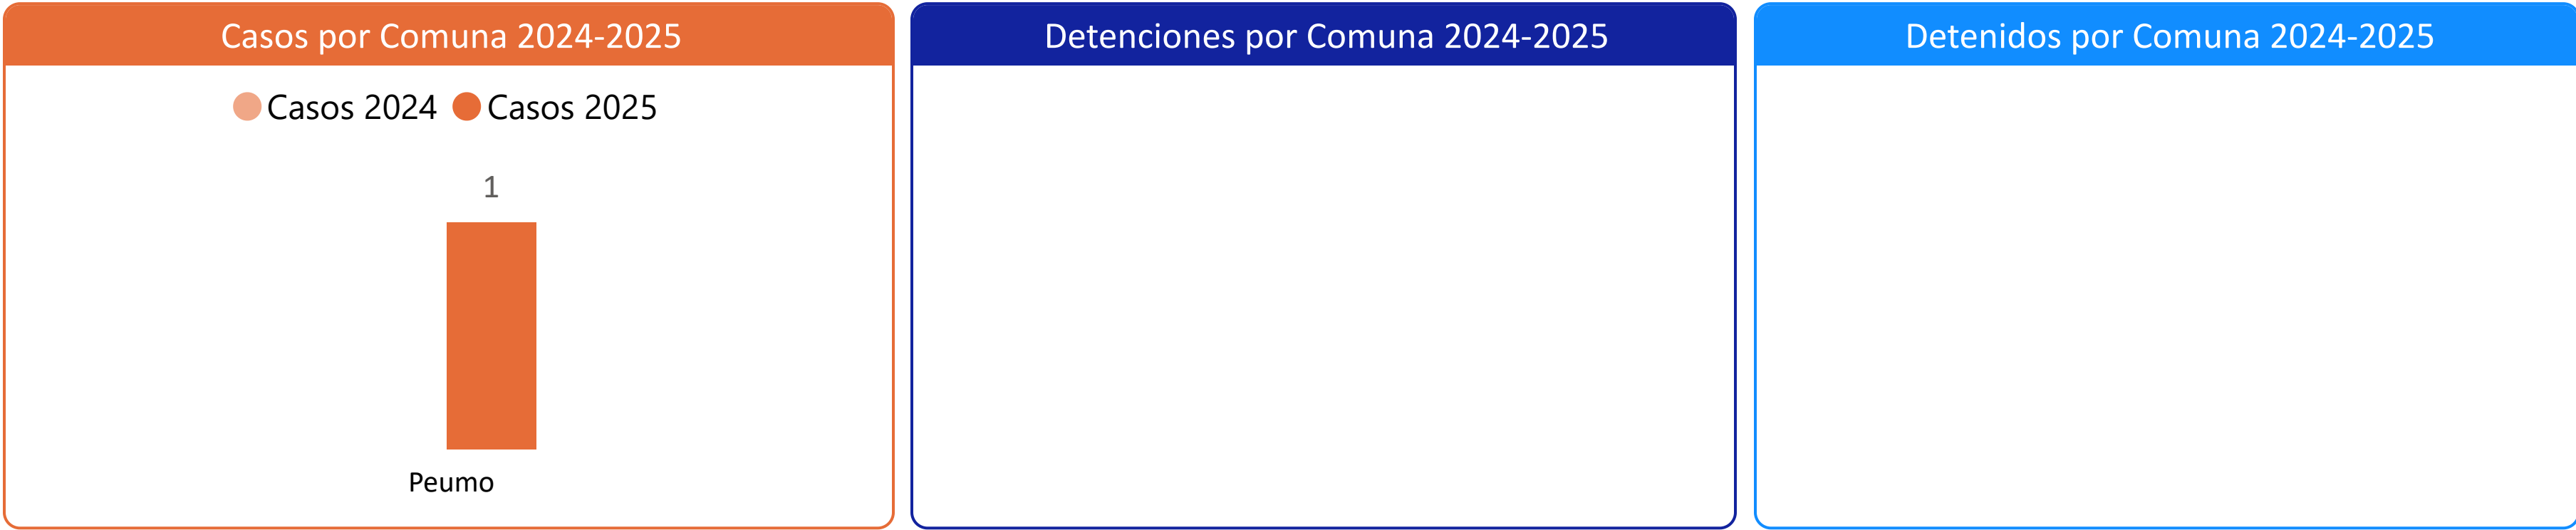 Casos por Comuna 2024-2025
Casos 2024 Casos 2025
1
Peumo
Detenciones por Comuna 2024-2025
Detenidos por Comuna 2024-2025